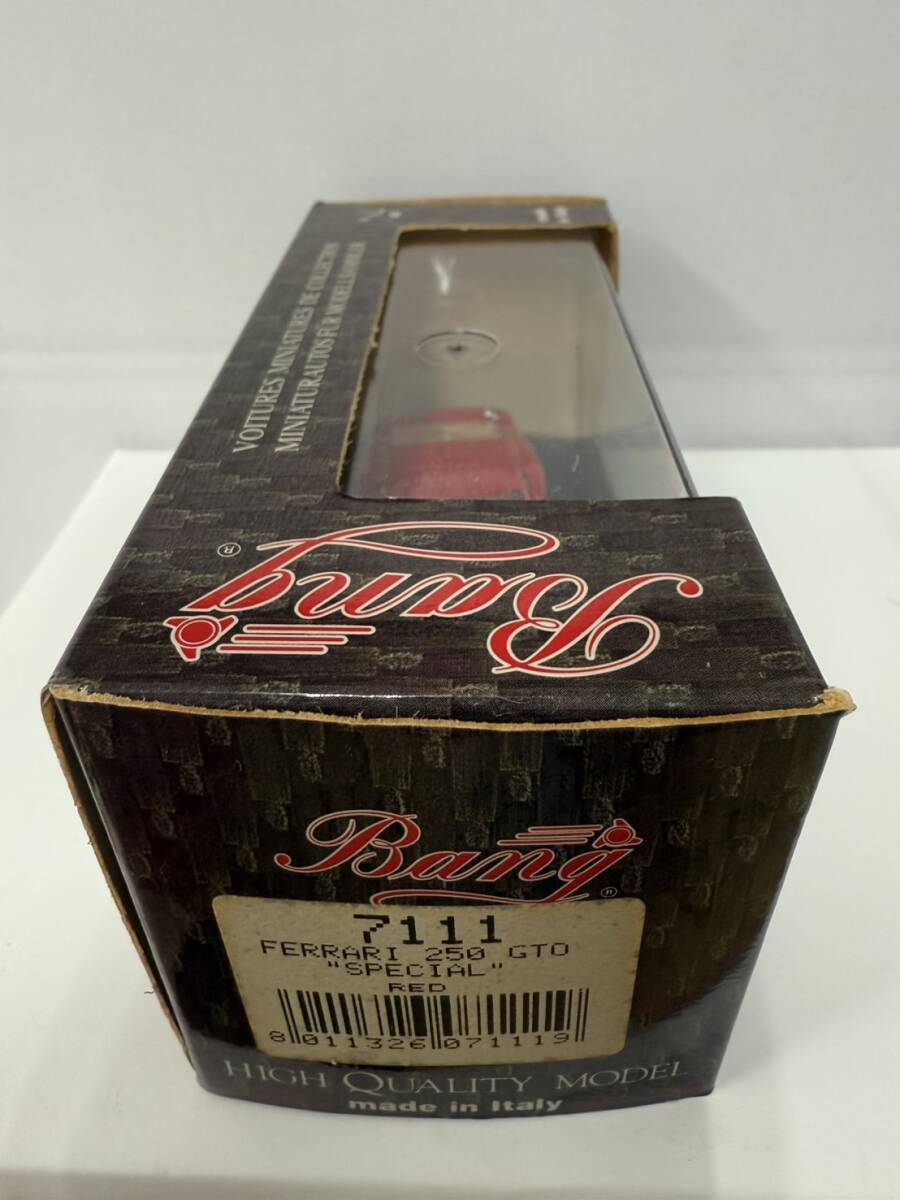 VOITURES MINIATURES DE COLLECTION
MINIATURAUTOS FÜR MODELLSAMMLER
Bang
®
Bang
®
7111
FERRARI 250 GTO
"SPECIAL"
RED
8 011326 071119
HIGH QUALITY MODEL
made in Italy